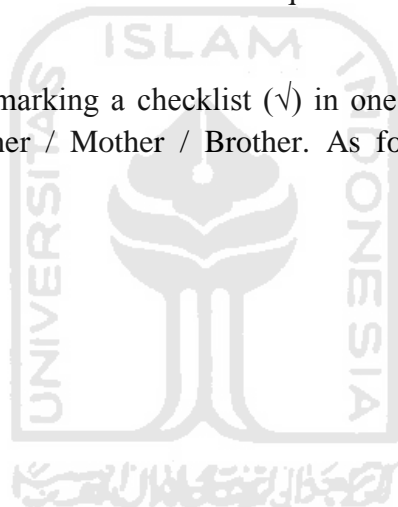 ISLAM
marking a checklist (√) in one
her / Mother / Brother. As fo
UNIVERSITAS
INDONESIA